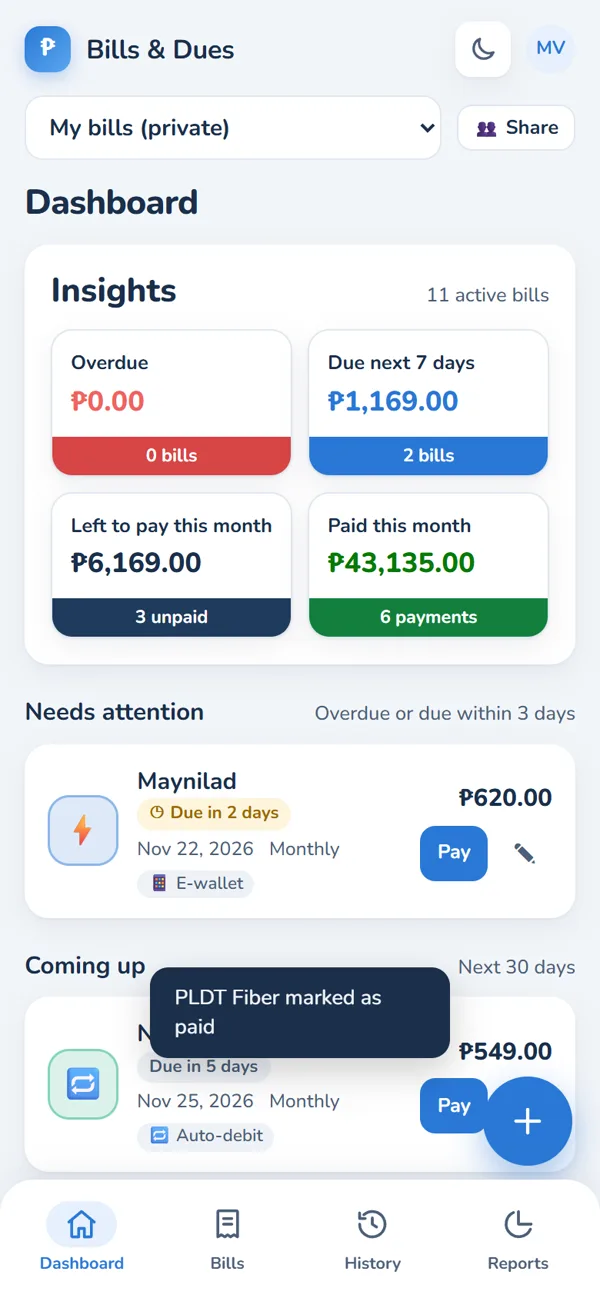 ₱ Bills & Dues MV
My bills (private) Share
Dashboard
Insights 11 active bills
Overdue
₱0.00
0 bills
Due next 7 days
₱1,169.00
2 bills
Left to pay this month
₱6,169.00
3 unpaid
Paid this month
₱43,135.00
6 payments
Needs attention Overdue or due within 3 days
Maynilad
₱620.00
Due in 2 days
Nov 22, 2026 Monthly
Pay
E-wallet
Coming up Next 30 days
PLDT Fiber marked as
paid
₱549.00
Due in 5 days
Nov 25, 2026 Monthly
Pay
Auto-debit
Dashboard Bills History Reports